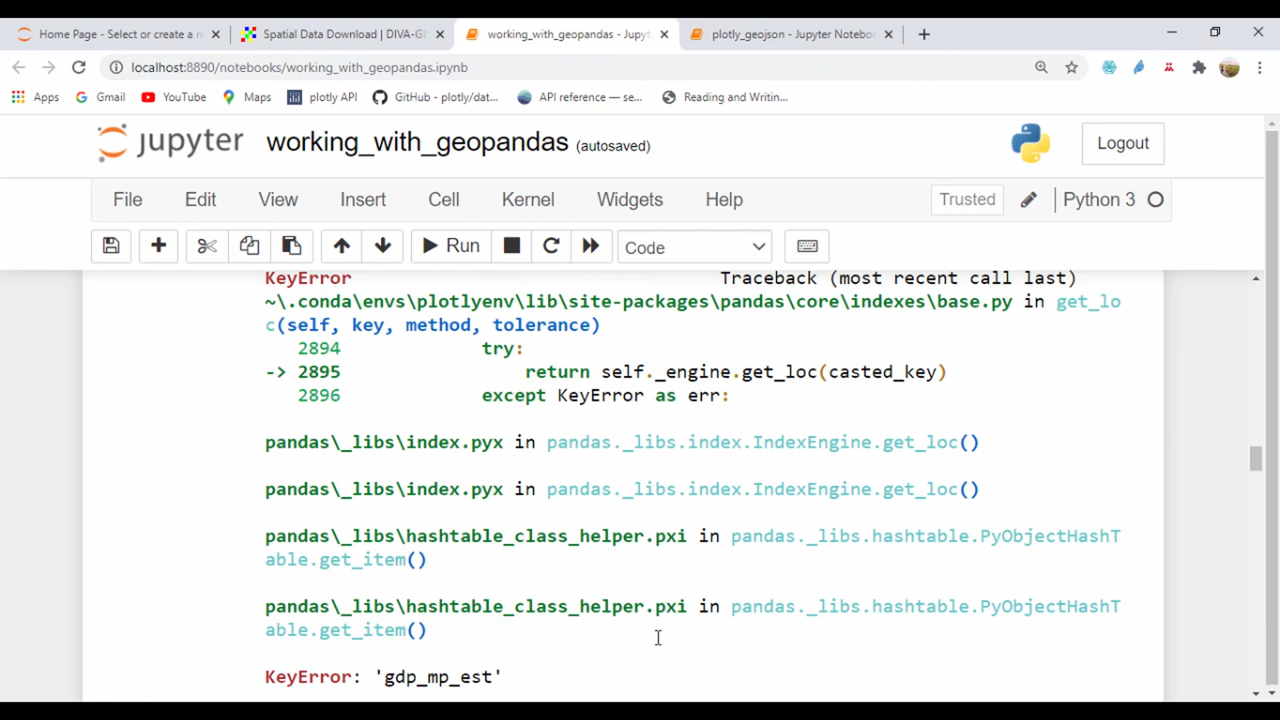 Home Page - Select or create a n
Spatial Data Download | DIVA-GI
working_with_geopandas - Jupyt
plotly_geojson - Jupyter Noteboo
localhost:8890/notebooks/working_with_geopandas.ipynb
Apps Gmail YouTube Maps plotly API GitHub - plotly/dat... API reference — se... Reading and Writin...
jupyter working_with_geopandas (autosaved) Logout
File Edit View Insert Cell Kernel Widgets Help Trusted Python 3
Run Code
KeyError Traceback (most recent call last)
~\.conda\envs\plotlyenv\lib\site-packages\pandas\core\indexes\base.py in get_lo
c(self, key, method, tolerance)
2894 try:
-> 2895 return self._engine.get_loc(casted_key)
2896 except KeyError as err:
pandas\_libs\index.pyx in pandas._libs.index.IndexEngine.get_loc()
pandas\_libs\index.pyx in pandas._libs.index.IndexEngine.get_loc()
pandas\_libs\hashtable_class_helper.pxi in pandas._libs.hashtable.PyObjectHashT
able.get_item()
pandas\_libs\hashtable_class_helper.pxi in pandas._libs.hashtable.PyObjectHashT
able.get_item()
KeyError: 'gdp_mp_est'